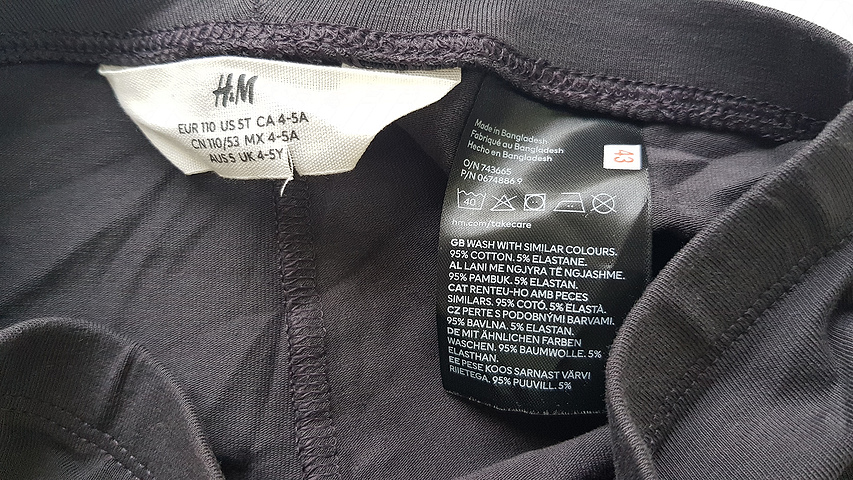 H&M
EUR 110 US 5T CA 4-5A
CN 110/53 MX 4-5A
AUS 5 UK 4-5Y
Made in Bangladesh
Fabriqué au Bangladesh
Hecho en Bangladesh
43
O/N 743665
P/N 0674886 9
40
hm.com/takecare
GB WASH WITH SIMILAR COLOURS.
95% COTTON. 5% ELASTANE.
AL LANI ME NGJYRA TË NGJASHME.
95% PAMBUK. 5% ELASTAN.
CAT RENTEU-HO AMB PECES
SIMILARS. 95% COTÓ. 5% ELASTÀ.
CZ PERTE S PODOBNÝMI BARVAMI.
95% BAVLNA. 5% ELASTAN.
DE MIT ÄHNLICHEN FARBEN
WASCHEN. 95% BAUMWOLLE. 5%
ELASTHAN.
EE PESE KOOS SARNAST VÄRVI
RIIETEGA. 95% PUUVILL. 5%